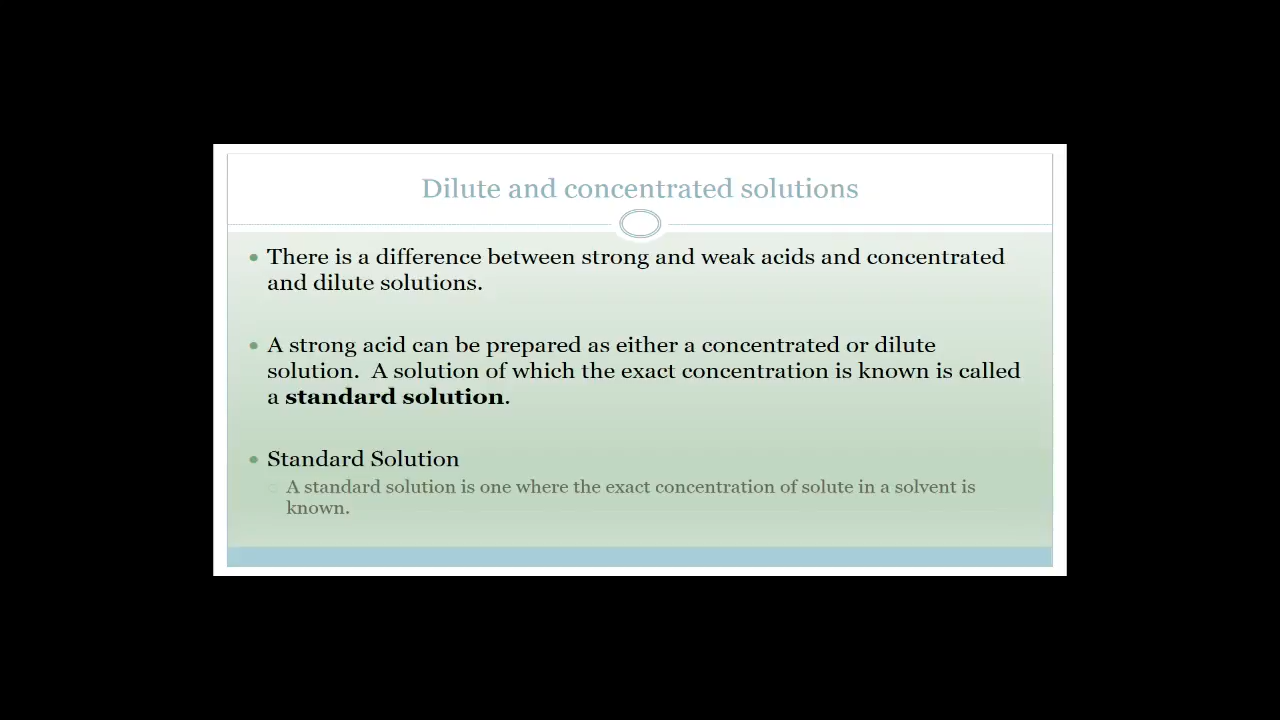 Dilute and concentrated solutions
• There is a difference between strong and weak acids and concentrated
and dilute solutions.
• A strong acid can be prepared as either a concentrated or dilute
solution.  A solution of which the exact concentration is known is called
a standard solution.
• Standard Solution
○ A standard solution is one where the exact concentration of solute in a solvent is
known.